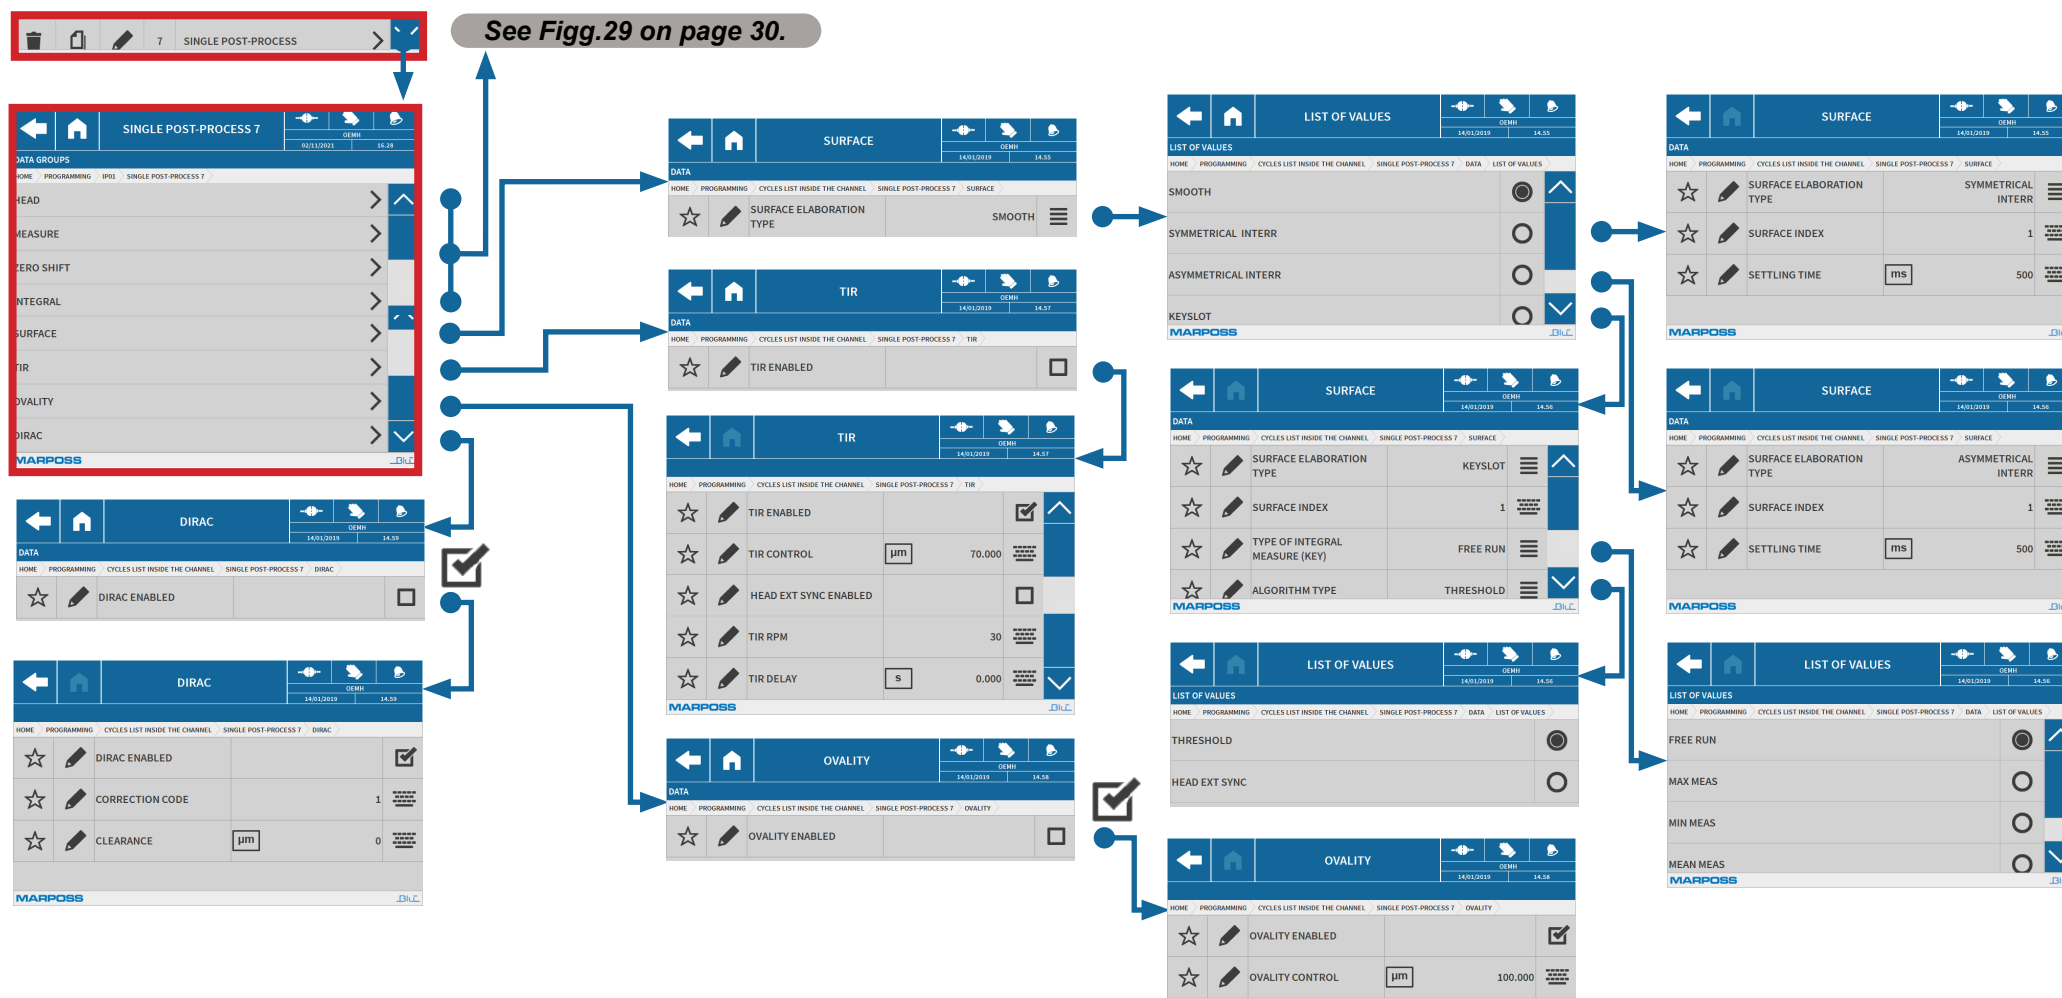 7 SINGLE POST-PROCESS
See Figg.29 on page 30.
SINGLE POST-PROCESS 7
OEMH
02/11/2021 16.28
DATA GROUPS
HOME PROGRAMMING IP01 SINGLE POST-PROCESS 7
HEAD
MEASURE
ZERO SHIFT
INTEGRAL
SURFACE
TIR
OVALITY
DIRAC
MARPOSS
DIRAC
OEMH
14/01/2019 14.59
DATA
HOME PROGRAMMING CYCLES LIST INSIDE THE CHANNEL SINGLE POST-PROCESS 7 DIRAC
DIRAC ENABLED
DIRAC
OEMH
14/01/2019 14.59
HOME PROGRAMMING CYCLES LIST INSIDE THE CHANNEL SINGLE POST-PROCESS 7 DIRAC
DIRAC ENABLED
CORRECTION CODE 1
CLEARANCE µm 0
MARPOSS BLÚ
SURFACE
OEMH
14/01/2019 14.55
DATA
HOME PROGRAMMING CYCLES LIST INSIDE THE CHANNEL SINGLE POST-PROCESS 7 SURFACE
SURFACE ELABORATION
TYPE
SMOOTH
TIR
OEMH
14/01/2019 14.57
DATA
HOME PROGRAMMING CYCLES LIST INSIDE THE CHANNEL SINGLE POST-PROCESS 7 TIR
TIR ENABLED
TIR
OEMH
14/01/2019 14.57
HOME PROGRAMMING CYCLES LIST INSIDE THE CHANNEL SINGLE POST-PROCESS 7 TIR
TIR ENABLED
TIR CONTROL µm 70.000
HEAD EXT SYNC ENABLED
TIR RPM 30
TIR DELAY s 0.000
MARPOSS BLÚ
OVALITY
OEMH
14/01/2019 14.58
DATA
HOME PROGRAMMING CYCLES LIST INSIDE THE CHANNEL SINGLE POST-PROCESS 7 OVALITY
OVALITY ENABLED
LIST OF VALUES
OEMH
14/01/2019 14.55
LIST OF VALUES
HOME PROGRAMMING CYCLES LIST INSIDE THE CHANNEL SINGLE POST-PROCESS 7 DATA LIST OF VALUES
SMOOTH
SYMMETRICAL INTERR
ASYMMETRICAL INTERR
KEYSLOT
MARPOSS
SURFACE
OEMH
14/01/2019 14.56
DATA
HOME PROGRAMMING CYCLES LIST INSIDE THE CHANNEL SINGLE POST-PROCESS 7 SURFACE
SURFACE ELABORATION
TYPE
KEYSLOT
SURFACE INDEX 1
TYPE OF INTEGRAL
MEASURE (KEY)
FREE RUN
ALGORITHM TYPE THRESHOLD
MARPOSS
LIST OF VALUES
OEMH
14/01/2019 14.56
LIST OF VALUES
HOME PROGRAMMING CYCLES LIST INSIDE THE CHANNEL SINGLE POST-PROCESS 7 DATA LIST OF VALUES
THRESHOLD
HEAD EXT SYNC
OVALITY
OEMH
14/01/2019 14.58
HOME PROGRAMMING CYCLES LIST INSIDE THE CHANNEL SINGLE POST-PROCESS 7 OVALITY
OVALITY ENABLED
OVALITY CONTROL µm 100.000
SURFACE
OEMH
14/01/2019 14.55
DATA
HOME PROGRAMMING CYCLES LIST INSIDE THE CHANNEL SINGLE POST-PROCESS 7 SURFACE
SURFACE ELABORATION
TYPE
SYMMETRICAL
INTERR
SURFACE INDEX 1
SETTLING TIME ms 500
MARPOSS
SURFACE
OEMH
14/01/2019 14.56
DATA
HOME PROGRAMMING CYCLES LIST INSIDE THE CHANNEL SINGLE POST-PROCESS 7 SURFACE
SURFACE ELABORATION
TYPE
ASYMMETRICAL
INTERR
SURFACE INDEX 1
SETTLING TIME ms 500
MARPOSS
LIST OF VALUES
OEMH
14/01/2019 14.56
LIST OF VALUES
HOME PROGRAMMING CYCLES LIST INSIDE THE CHANNEL SINGLE POST-PROCESS 7 DATA LIST OF VALUES
FREE RUN
MAX MEAS
MIN MEAS
MEAN MEAS
MARPOSS